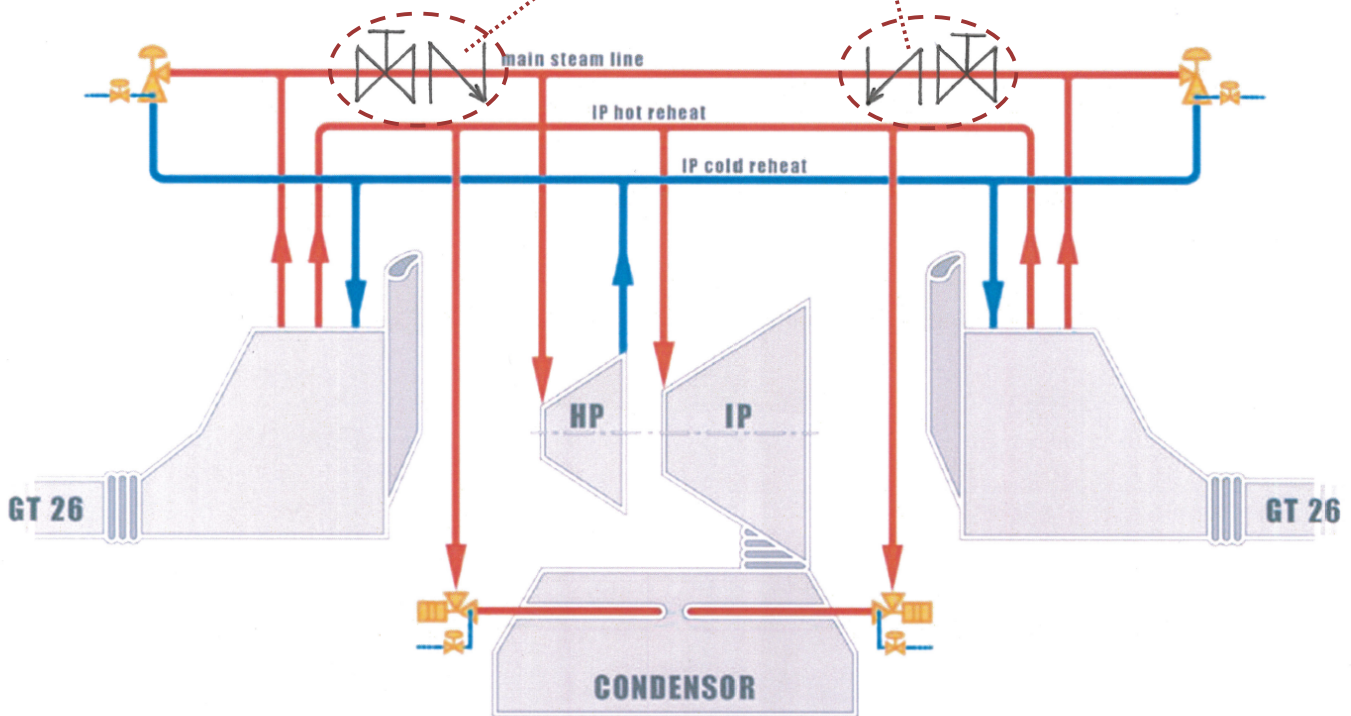 main steam line
IP hot reheat
IP cold reheat
HP
IP
GT 26
GT 26
CONDENSOR